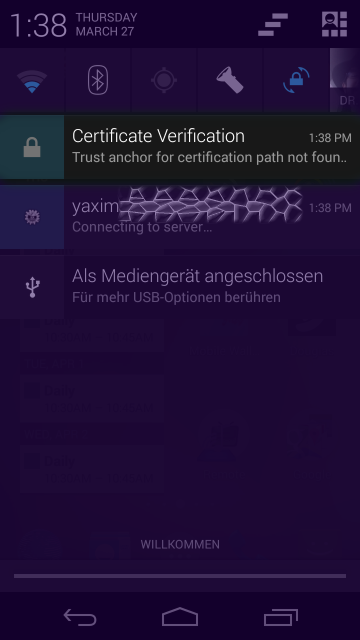 1:38 THURSDAY
MARCH 27
DR
Certificate Verification 1:38 PM
Trust anchor for certification path not foun..
yaxim 1:38 PM
Connecting to server...
Als Mediengerät angeschlossen
Für mehr USB-Optionen berühren
WILLKOMMEN